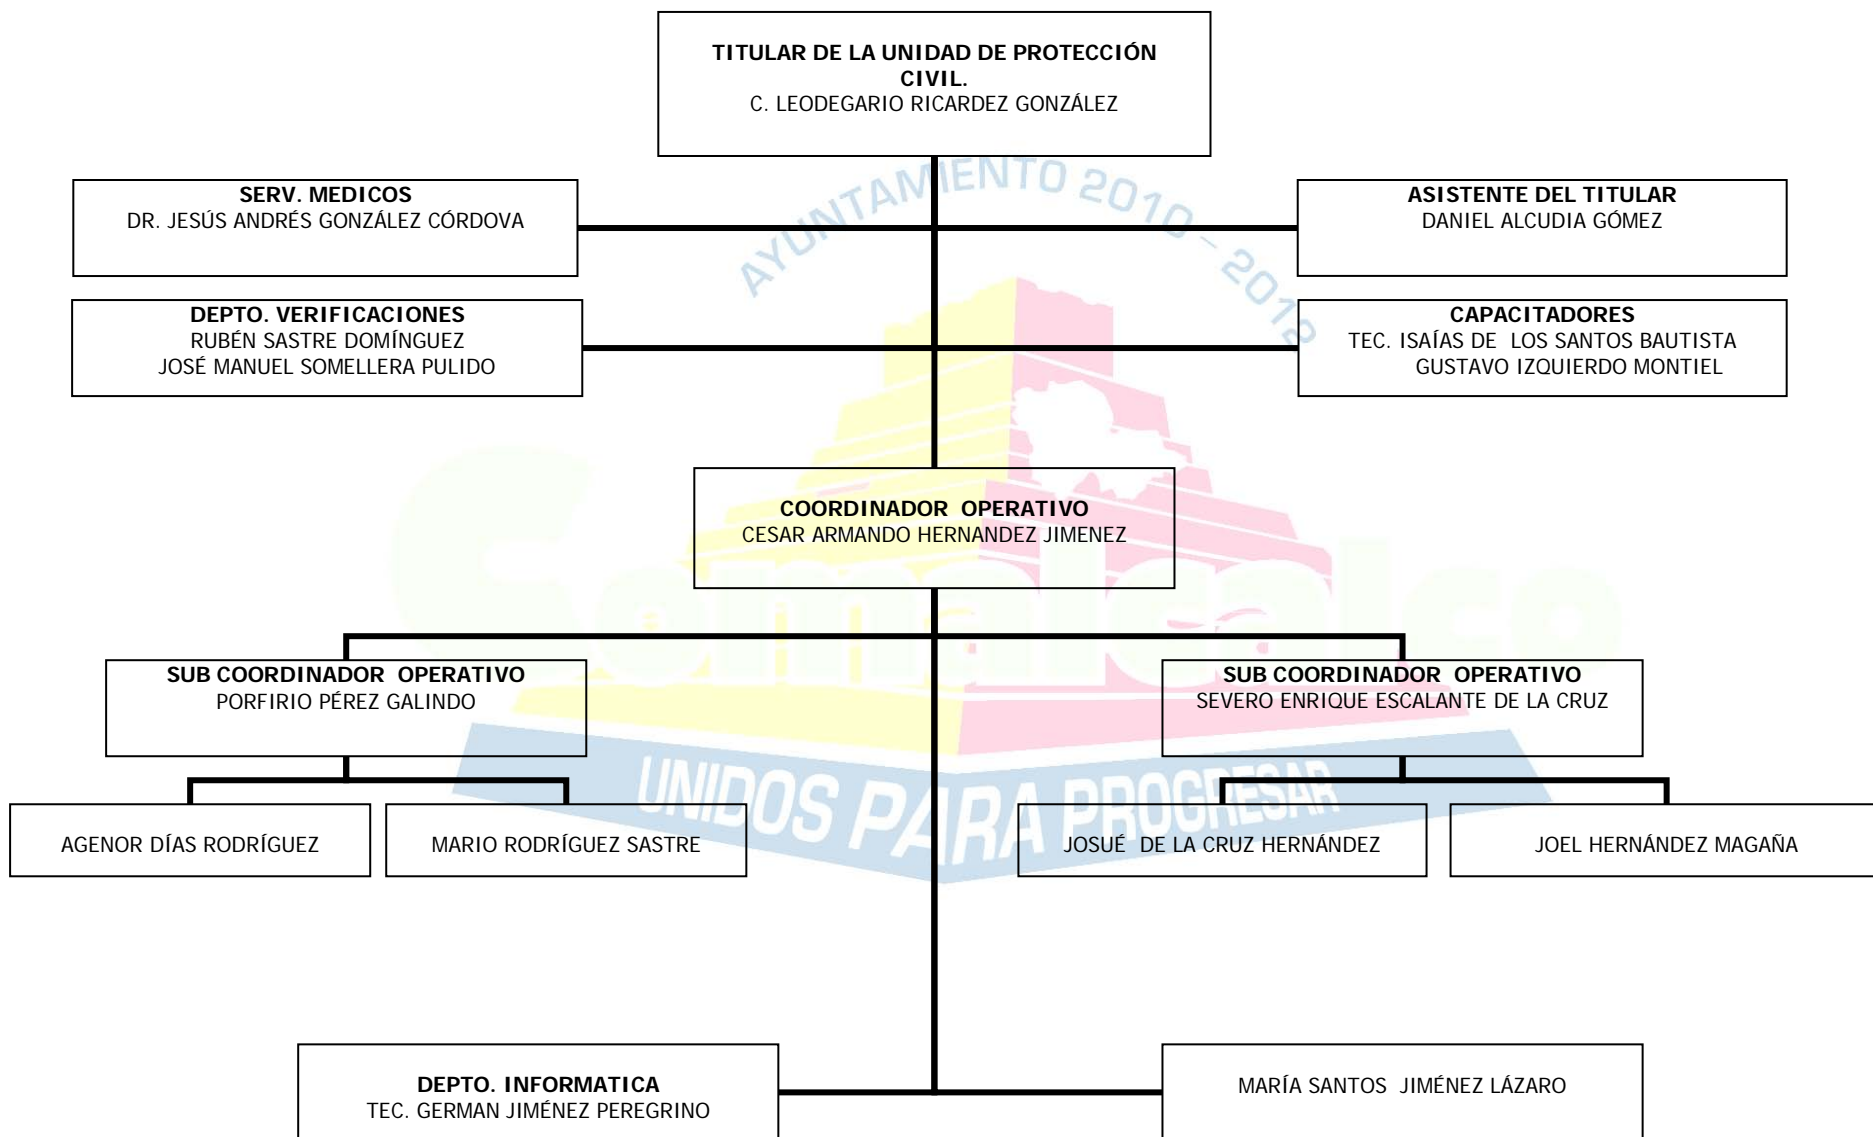 TITULAR DE LA UNIDAD DE PROTECCIÓN
CIVIL.
C. LEODEGARIO RICARDEZ GONZÁLEZ
AYUNTAMIENTO 2010 - 2012
SERV. MEDICOS
DR. JESÚS ANDRÉS GONZÁLEZ CÓRDOVA
ASISTENTE DEL TITULAR
DANIEL ALCUDIA GÓMEZ
DEPTO. VERIFICACIONES
RUBÉN SASTRE DOMÍNGUEZ
JOSÉ MANUEL SOMELLERA PULIDO
CAPACITADORES
TEC. ISAÍAS DE LOS SANTOS BAUTISTA
GUSTAVO IZQUIERDO MONTIEL
COORDINADOR OPERATIVO
CESAR ARMANDO HERNANDEZ JIMENEZ
Comalcalco
SUB COORDINADOR OPERATIVO
PORFIRIO PÉREZ GALINDO
SUB COORDINADOR OPERATIVO
SEVERO ENRIQUE ESCALANTE DE LA CRUZ
UNIDOS PARA PROGRESAR
AGENOR DÍAS RODRÍGUEZ
MARIO RODRÍGUEZ SASTRE
JOSUÉ DE LA CRUZ HERNÁNDEZ
JOEL HERNÁNDEZ MAGAÑA
DEPTO. INFORMATICA
TEC. GERMAN JIMÉNEZ PEREGRINO
MARÍA SANTOS JIMÉNEZ LÁZARO